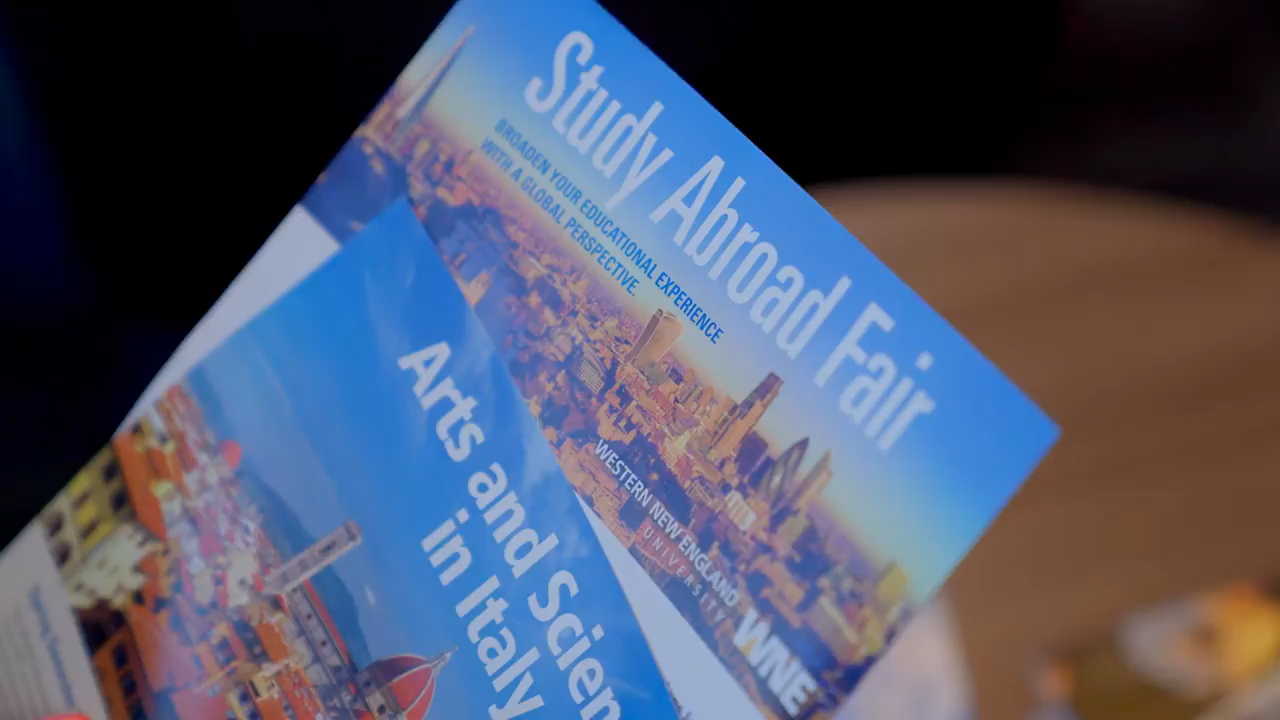 Study Abroad Fair
BROADEN YOUR EDUCATIONAL EXPERIENCE
WITH A GLOBAL PERSPECTIVE.
WESTERN NEW ENGLAND
UNIVERSITY
WNE
Arts and Scien
in Italy